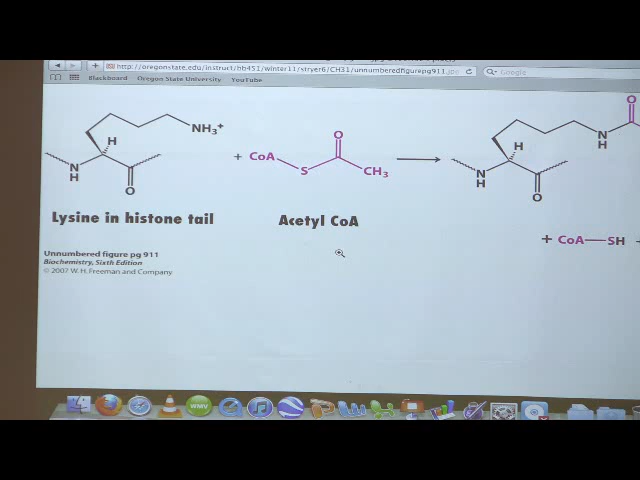 http://oregonstate.edu/instruct/bb451/winter11/stryer6/CH31/unnumberedfigurepg911.jpg
Google
Blackboard Oregon State University YouTube
NH₃⁺
H
N
H
O
+ CoA
S
O
CH₃
H
N
H
O
N
H
O
Lysine in histone tail
Acetyl CoA
+ CoA—SH +
Unnumbered figure pg 911
Biochemistry, Sixth Edition
© 2007 W. H. Freeman and Company
WMV